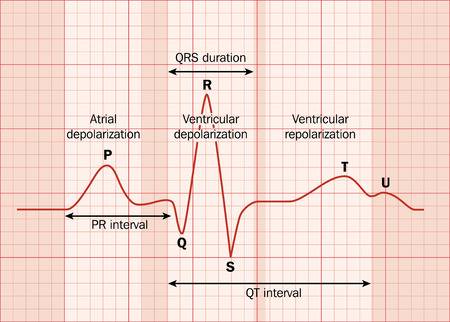 QRS duration
R
Atrial
depolarization
Ventricular
depolarization
Ventricular
repolarization
P
T
U
PR interval
Q
S
QT interval